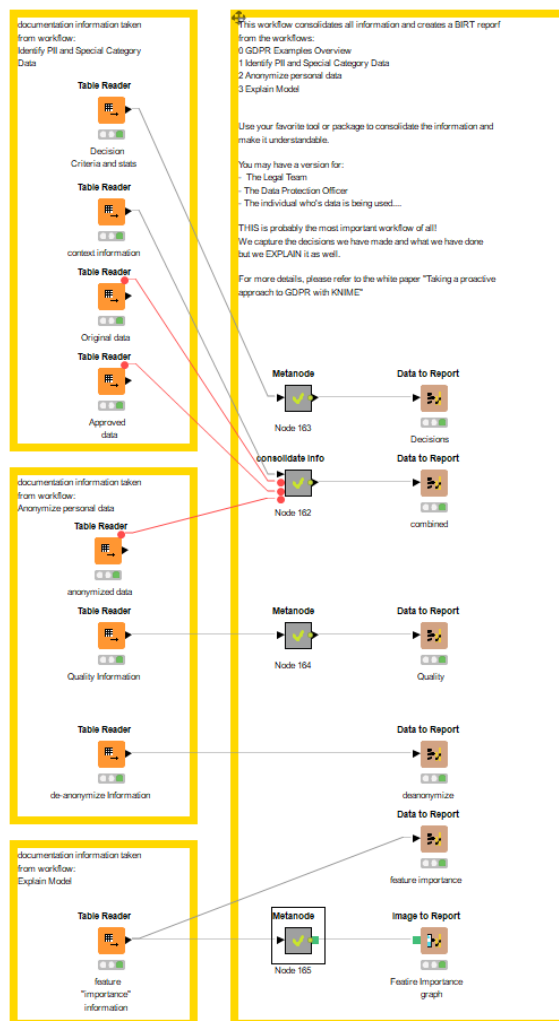 documentation information taken
from workflow:
Identify PII and Special Category
Data
Table Reader
Decision
Criteria and stats
Table Reader
context information
Table Reader
Original data
Table Reader
Approved
data
This workflow consolidates all information and creates a BIRT report
from the workflows:
0 GDPR Examples Overview
1 Identify PII and Special Category Data
2 Anonymize personal data
3 Explain Model
Use your favorite tool or package to consolidate the information and
make it understandable.
You may have a version for:
- The Legal Team
- The Data Protection Officer
- The individual who's data is being used....
THIS is probably the most important workflow of all!
We capture the decisions we have made and what we have done
but we EXPLAIN it as well.
For more details, please refer to the white paper "Taking a proactive
approach to GDPR with KNIME"
Metanode
Node 163
Data to Report
Decisions
consolidate info
Node 162
Data to Report
combined
documentation information taken
from workflow:
Anonymize personal data
Table Reader
anonymized data
Table Reader
Quality Information
Metanode
Node 164
Data to Report
Quality
Table Reader
de-anonymize Information
Data to Report
deanonymize
Data to Report
feature importance
documentation information taken
from workflow:
Explain Model
Table Reader
feature
"importance"
information
Metanode
Node 165
Image to Report
Featire Importance
graph